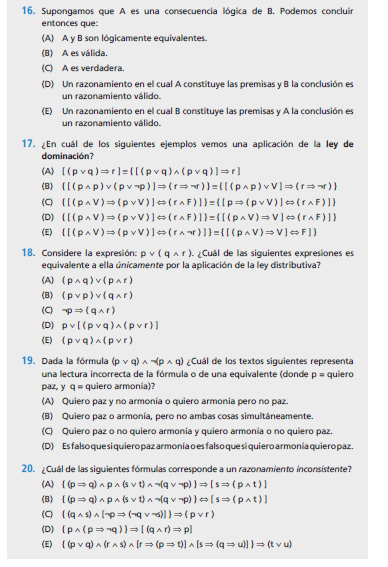 16. Supongamos que A es una consecuencia lógica de B. Podemos concluir
entonces que:
(A) A y B son lógicamente equivalentes.
(B) A es válida.
(C) A es verdadera.
(D) Un razonamiento en el cual A constituye las premisas y B la conclusión es
un razonamiento válido.
(E) Un razonamiento en el cual B constituye las premisas y A la conclusión es
un razonamiento válido.
17. ¿En cuál de los siguientes ejemplos vemos una aplicación de la ley de
dominación?
(A) [ ( p ∨ q ) ⇒ r ] ≡ { [ ( p ∨ q ) ∧ ( p ∨ q ) ] ⇒ r ]
(B) { [ ( p ∧ p ) ∨ ( p ∨ ¬p ) ] ⇒ ( r ⇒ ¬r ) } ≡ { [ ( p ∧ p ) ∨ V ] ⇒ ( r ⇒ ¬r ) }
(C) { [ ( p ∧ V ) ⇒ ( p ∨ V ) ] ⇔ ( r ∧ F ) ] } ≡ { [ p ⇒ ( p ∨ V ) ] ⇔ ( r ∧ F ) ] }
(D) { [ ( p ∧ V ) ⇒ ( p ∨ V ) ] ⇔ ( r ∧ F ) ] } ≡ { [ ( p ∧ V ) ⇒ V ] ⇔ ( r ∧ F ) ] }
(E) { [ ( p ∧ V ) ⇒ ( p ∨ V ) ] ⇔ ( r ∧ ¬r ) ] } ≡ { [ ( p ∧ V ) ⇒ V ] ⇔ F ] }
18. Considere la expresión: p ∨ ( q ∧ r ). ¿Cuál de las siguientes expresiones es
equivalente a ella únicamente por la aplicación de la ley distributiva?
(A) ( p ∧ q ) ∨ ( p ∧ r )
(B) ( p ∨ p ) ∨ ( q ∧ r )
(C) ¬p ⇒ ( q ∧ r )
(D) p ∨ [ ( p ∨ q ) ∧ ( p ∨ r ) ]
(E) ( p ∨ q ) ∧ ( p ∨ r )
19. Dada la fórmula (p ∨ q) ∧ ¬(p ∧ q) ¿Cuál de los textos siguientes representa
una lectura incorrecta de la fórmula o de una equivalente (donde p = quiero
paz, y q = quiero armonía)?
(A) Quiero paz y no armonía o quiero armonía pero no paz.
(B) Quiero paz o armonía, pero no ambas cosas simultáneamente.
(C) Quiero paz o no quiero armonía y quiero armonía o no quiero paz.
(D) Es falso que si quiero paz armonía o es falso que si quiero armonía quiero paz.
20. ¿Cuál de las siguientes fórmulas corresponde a un razonamiento inconsistente?
(A) { (p ⇒ q) ∧ p ∧ (s ∨ t) ∧ ¬(q ∨ ¬p) } ⇒ [ s ⇒ ( p ∧ t ) ]
(B) { (p ⇒ q) ∧ p ∧ (s ∨ t) ∧ ¬(q ∨ ¬p) } ⇔ [ s ⇒ ( p ∧ t ) ]
(C) { (q ∧ s) ∧ [¬p ⇒ (¬q ∨ ¬s)] } ⇒ ( p ∨ r )
(D) { p ∧ ( p ⇒ ¬q ) } ⇒ [ (q ∧ r) ⇒ p]
(E) { (p ∨ q) ∧ (r ∧ s) ∧ [r ⇒ (p ⇒ t)] ∧ [s ⇒ (q ⇒ u)] } ⇒ (t ∨ u)